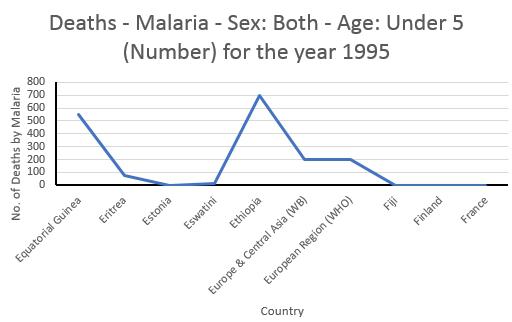 Deaths - Malaria - Sex: Both - Age: Under 5
(Number) for the year 1995
No. of Deaths by Malaria
800
700
600
500
400
300
200
100
0
Equatorial Guinea
Eritrea
Estonia
Eswatini
Ethiopia
Europe & Central Asia (WB)
European Region (WHO)
Fiji
Finland
France
Country